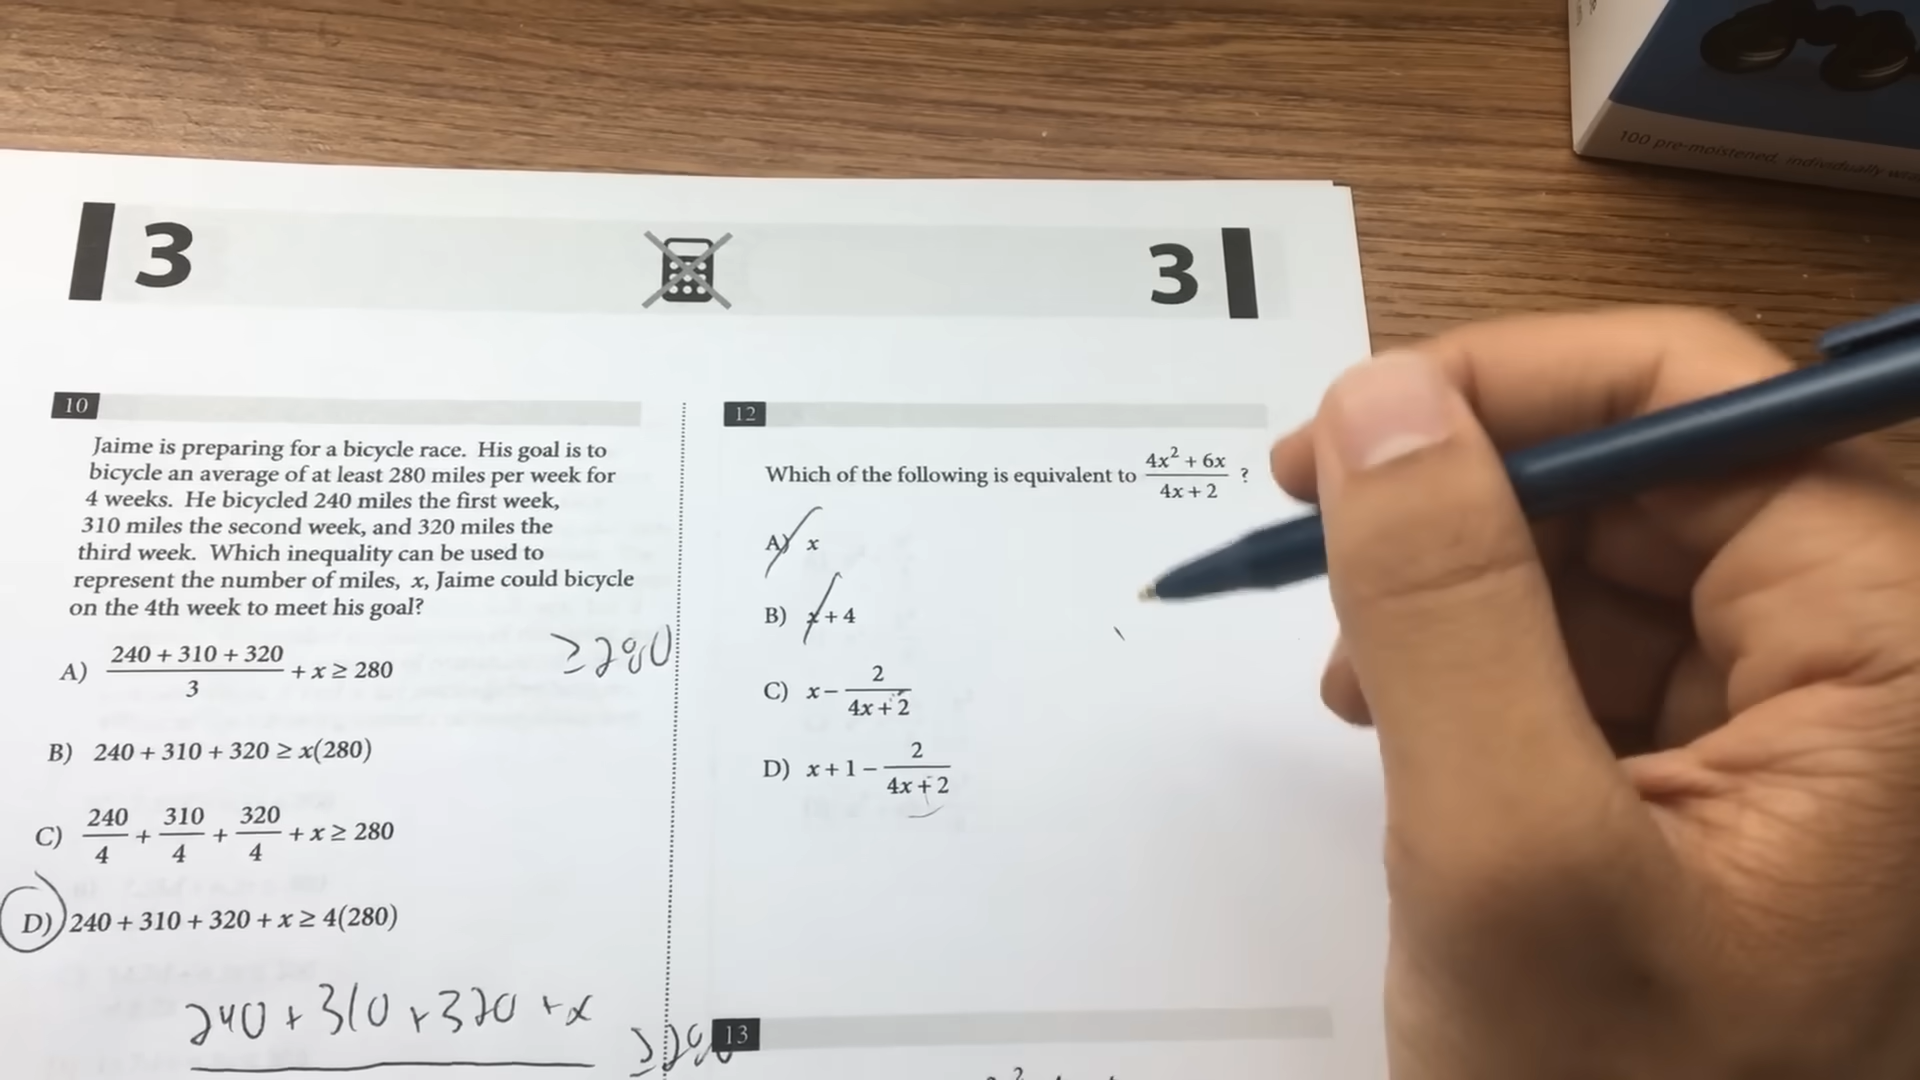 100 pre-moistened, individually
3
3
10
Jaime is preparing for a bicycle race. His goal is to
bicycle an average of at least 280 miles per week for
4 weeks. He bicycled 240 miles the first week,
310 miles the second week, and 320 miles the
third week. Which inequality can be used to
represent the number of miles, x, Jaime could bicycle
on the 4th week to meet his goal?
≥280
A) (240 + 310 + 320)/3 + x ≥ 280
B) 240 + 310 + 320 ≥ x(280)
C) 240/4 + 310/4 + 320/4 + x ≥ 280
D) 240 + 310 + 320 + x ≥ 4(280)
240 + 310 + 320 + x
12
Which of the following is equivalent to (4x² + 6x)/(4x + 2) ?
A) x
B) x + 4
C) x − 2/(4x + 2)
D) x + 1 − 2/(4x + 2)
13